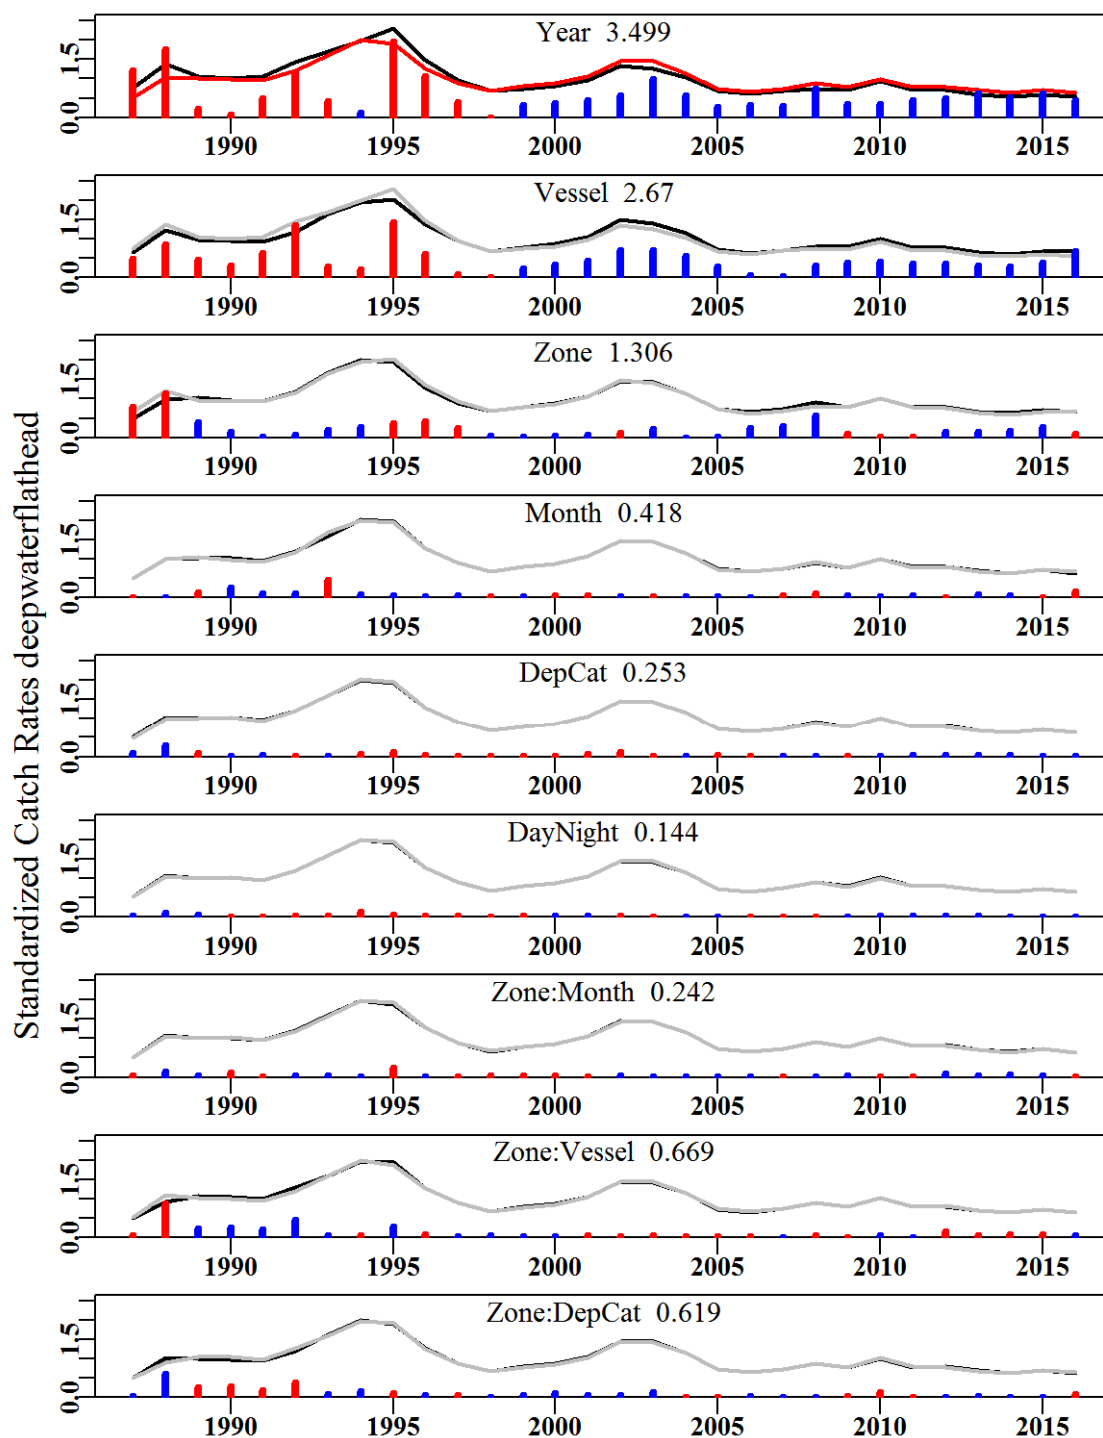 Standardized Catch Rates deepwaterflathead
Year 3.499
0.0 1.5
1990 1995 2000 2005 2010 2015
Vessel 2.67
0.0 1.5
1990 1995 2000 2005 2010 2015
Zone 1.306
0.0 1.5
1990 1995 2000 2005 2010 2015
Month 0.418
0.0 1.5
1990 1995 2000 2005 2010 2015
DepCat 0.253
0.0 1.5
1990 1995 2000 2005 2010 2015
DayNight 0.144
0.0 1.5
1990 1995 2000 2005 2010 2015
Zone:Month 0.242
0.0 1.5
1990 1995 2000 2005 2010 2015
Zone:Vessel 0.669
0.0 1.5
1990 1995 2000 2005 2010 2015
Zone:DepCat 0.619
0.0 1.5
1990 1995 2000 2005 2010 2015